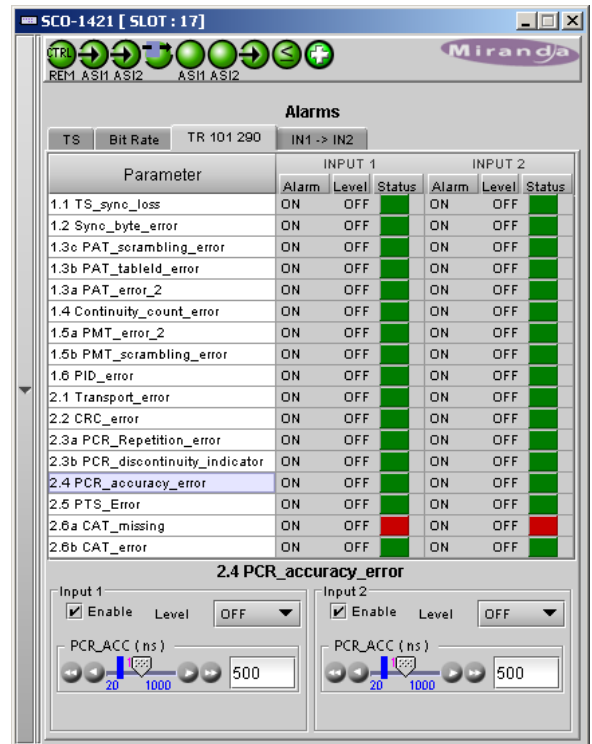 SCO-1421 [ SLOT : 17]
CTRL
REM ASI1 ASI2 ASI1 ASI2
Miranda
Alarms
TS Bit Rate TR 101 290 IN1 -> IN2
Parameter INPUT 1 INPUT 2
Alarm Level Status Alarm Level Status
1.1 TS_sync_loss ON OFF ON OFF
1.2 Sync_byte_error ON OFF ON OFF
1.3c PAT_scrambling_error ON OFF ON OFF
1.3b PAT_tableId_error ON OFF ON OFF
1.3a PAT_error_2 ON OFF ON OFF
1.4 Continuity_count_error ON OFF ON OFF
1.5a PMT_error_2 ON OFF ON OFF
1.5b PMT_scrambling_error ON OFF ON OFF
1.6 PID_error ON OFF ON OFF
2.1 Transport_error ON OFF ON OFF
2.2 CRC_error ON OFF ON OFF
2.3a PCR_Repetition_error ON OFF ON OFF
2.3b PCR_discontinuity_indicator ON OFF ON OFF
2.4 PCR_accuracy_error ON OFF ON OFF
2.5 PTS_Error ON OFF ON OFF
2.6a CAT_missing ON OFF ON OFF
2.6b CAT_error ON OFF ON OFF
2.4 PCR_accuracy_error
Input 1 Input 2
Enable Level OFF Enable Level OFF
PCR_ACC ( ns ) PCR_ACC ( ns )
500 500
20 1000 20 1000